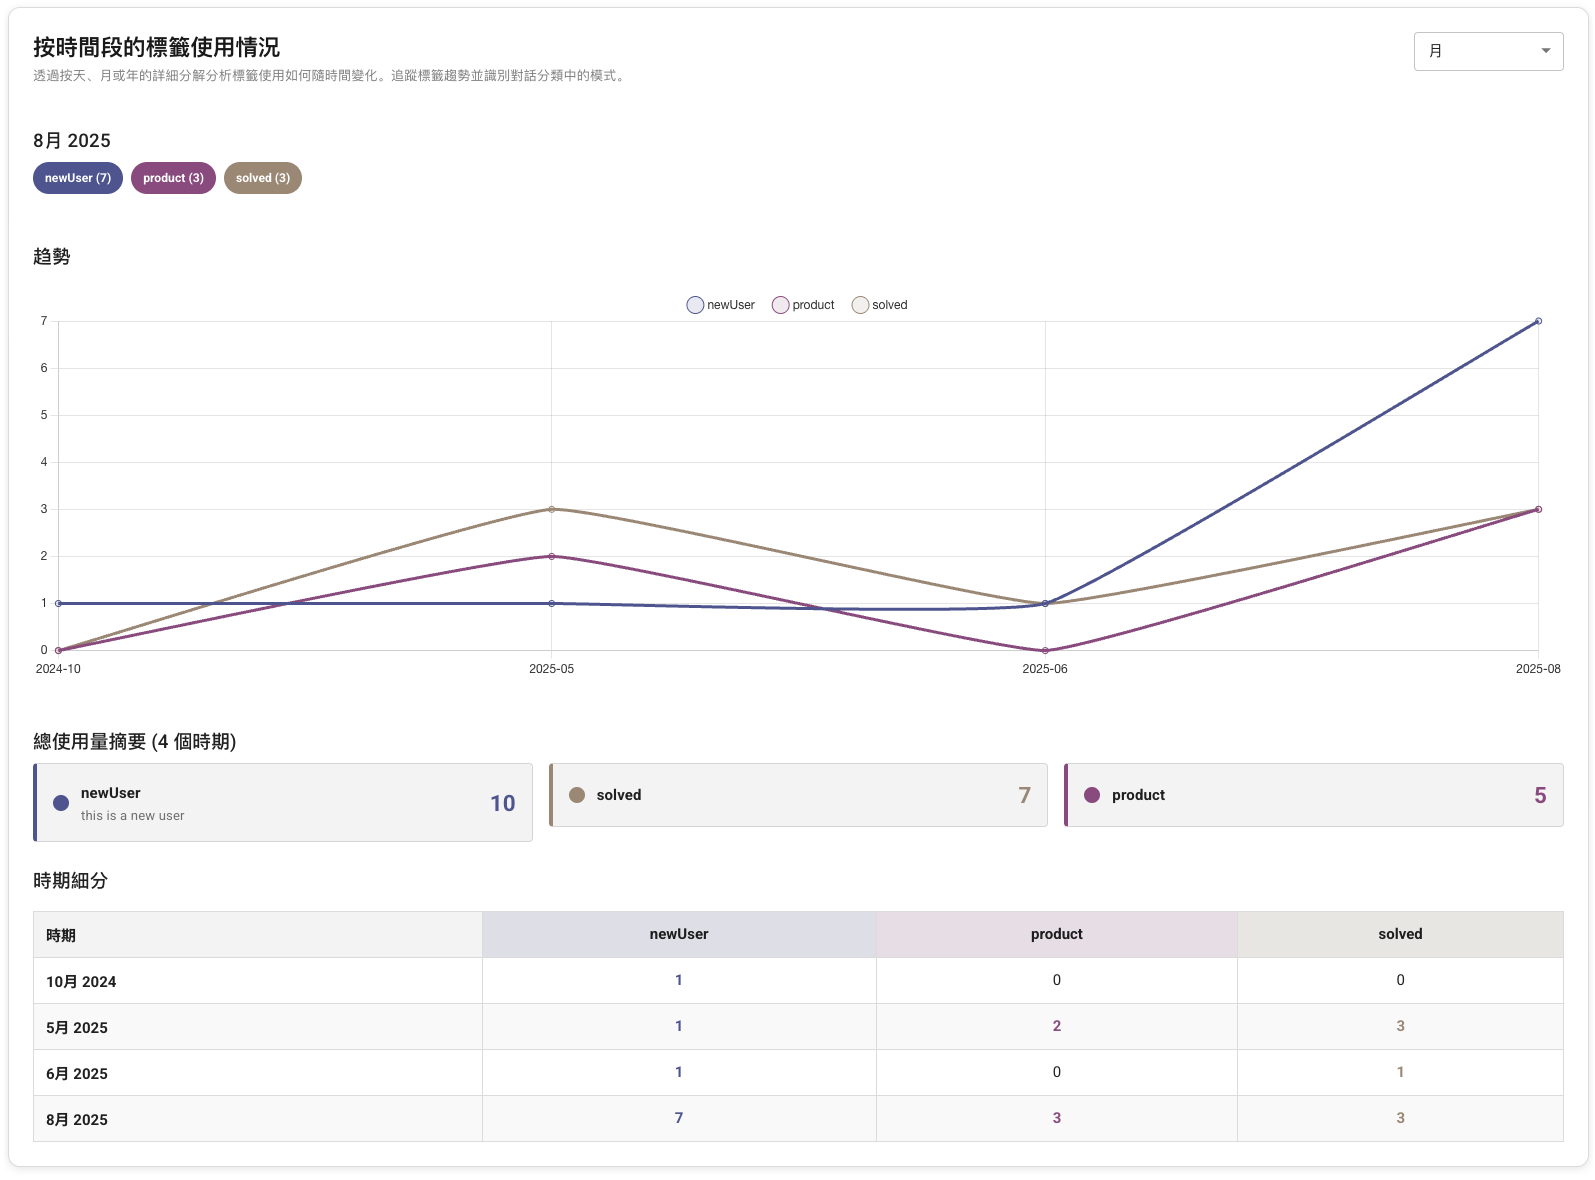 按時間段的標籤使用情況
月
透過按天、月或年的詳細分解分析標籤使用如何隨時間變化。追蹤標籤趨勢並識別對話分類中的模式。
8月 2025
newUser (7) product (3) solved (3)
趋勢
newUser product solved
7
6
5
4
3
2
1
0
2024-10 2025-05 2025-06 2025-08
總使用量摘要 (4 個時期)
newUser
this is a new user
10
solved 7
product 5
時期細分
時期 newUser product solved
10月 2024 1 0 0
5月 2025 1 2 3
6月 2025 1 0 1
8月 2025 7 3 3